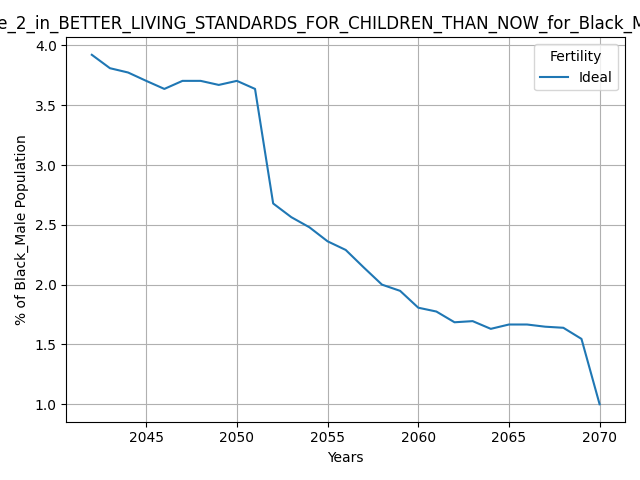 e_2_in_BETTER_LIVING_STANDARDS_FOR_CHILDREN_THAN_NOW_for_Black_M
4.0
3.5
3.0
2.5
2.0
1.5
1.0
% of Black_Male Population
Fertility
Ideal
2045 2050 2055 2060 2065 2070
Years